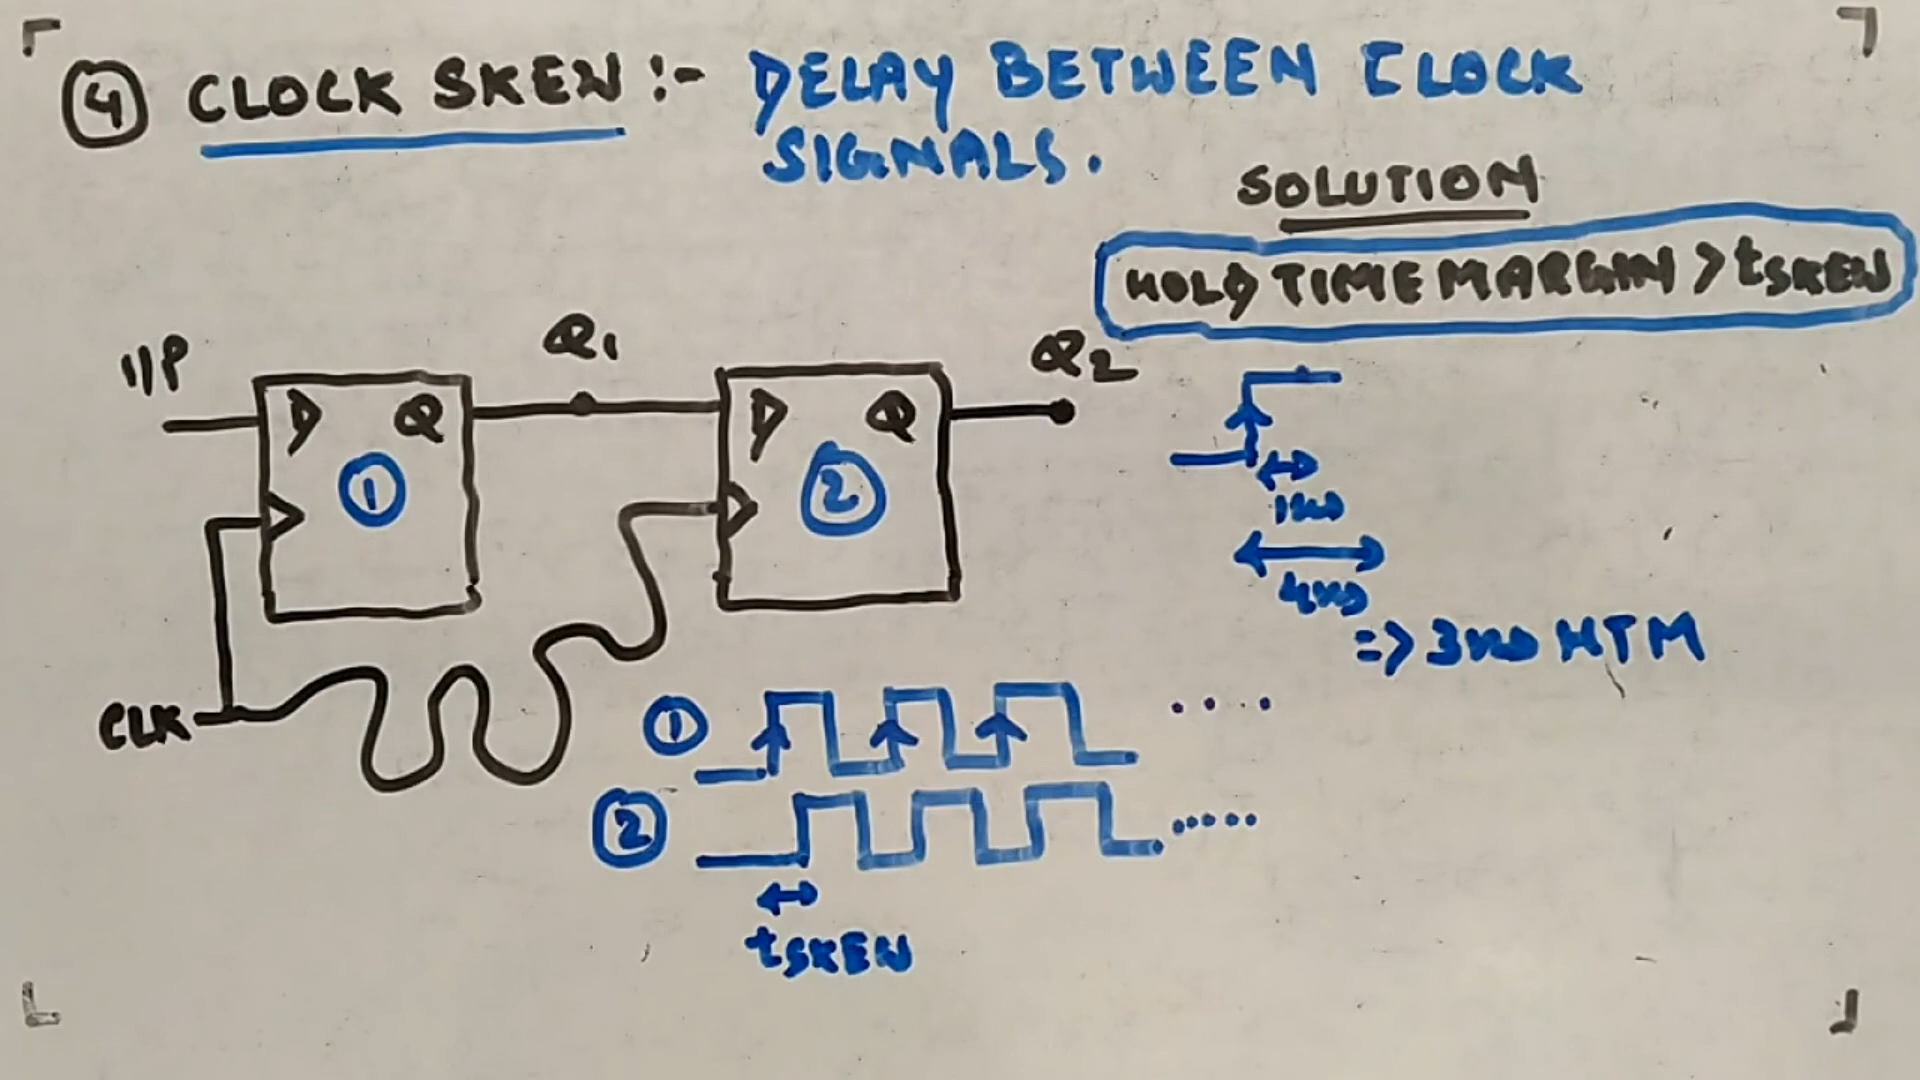 ④ CLOCK SKEW :- DELAY BETWEEN CLOCK
SIGNALS.
SOLUTION
HOLD TIME MARGIN > tSKEW
I/P
D Q
①
Q1
D Q
②
Q2
1ns
4ns
=> 3ns HTM
CLK
① ....
② .....
tSKEW